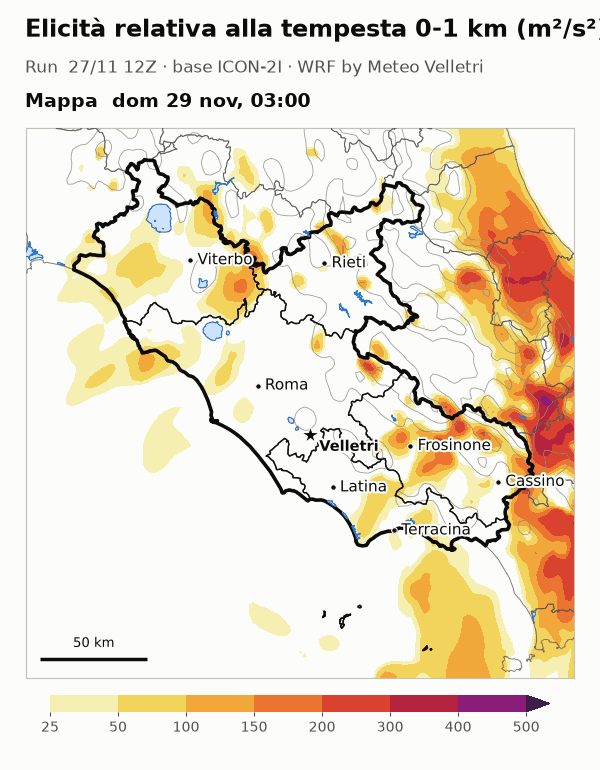 Elicità relativa alla tempesta 0-1 km (m²/s²)
Run 27/11 12Z · base ICON-2I · WRF by Meteo Velletri
Mappa dom 29 nov, 03:00
Viterbo
Rieti
Roma
Velletri
Frosinone
Latina
Cassino
Terracina
50 km
25 50 100 150 200 300 400 500